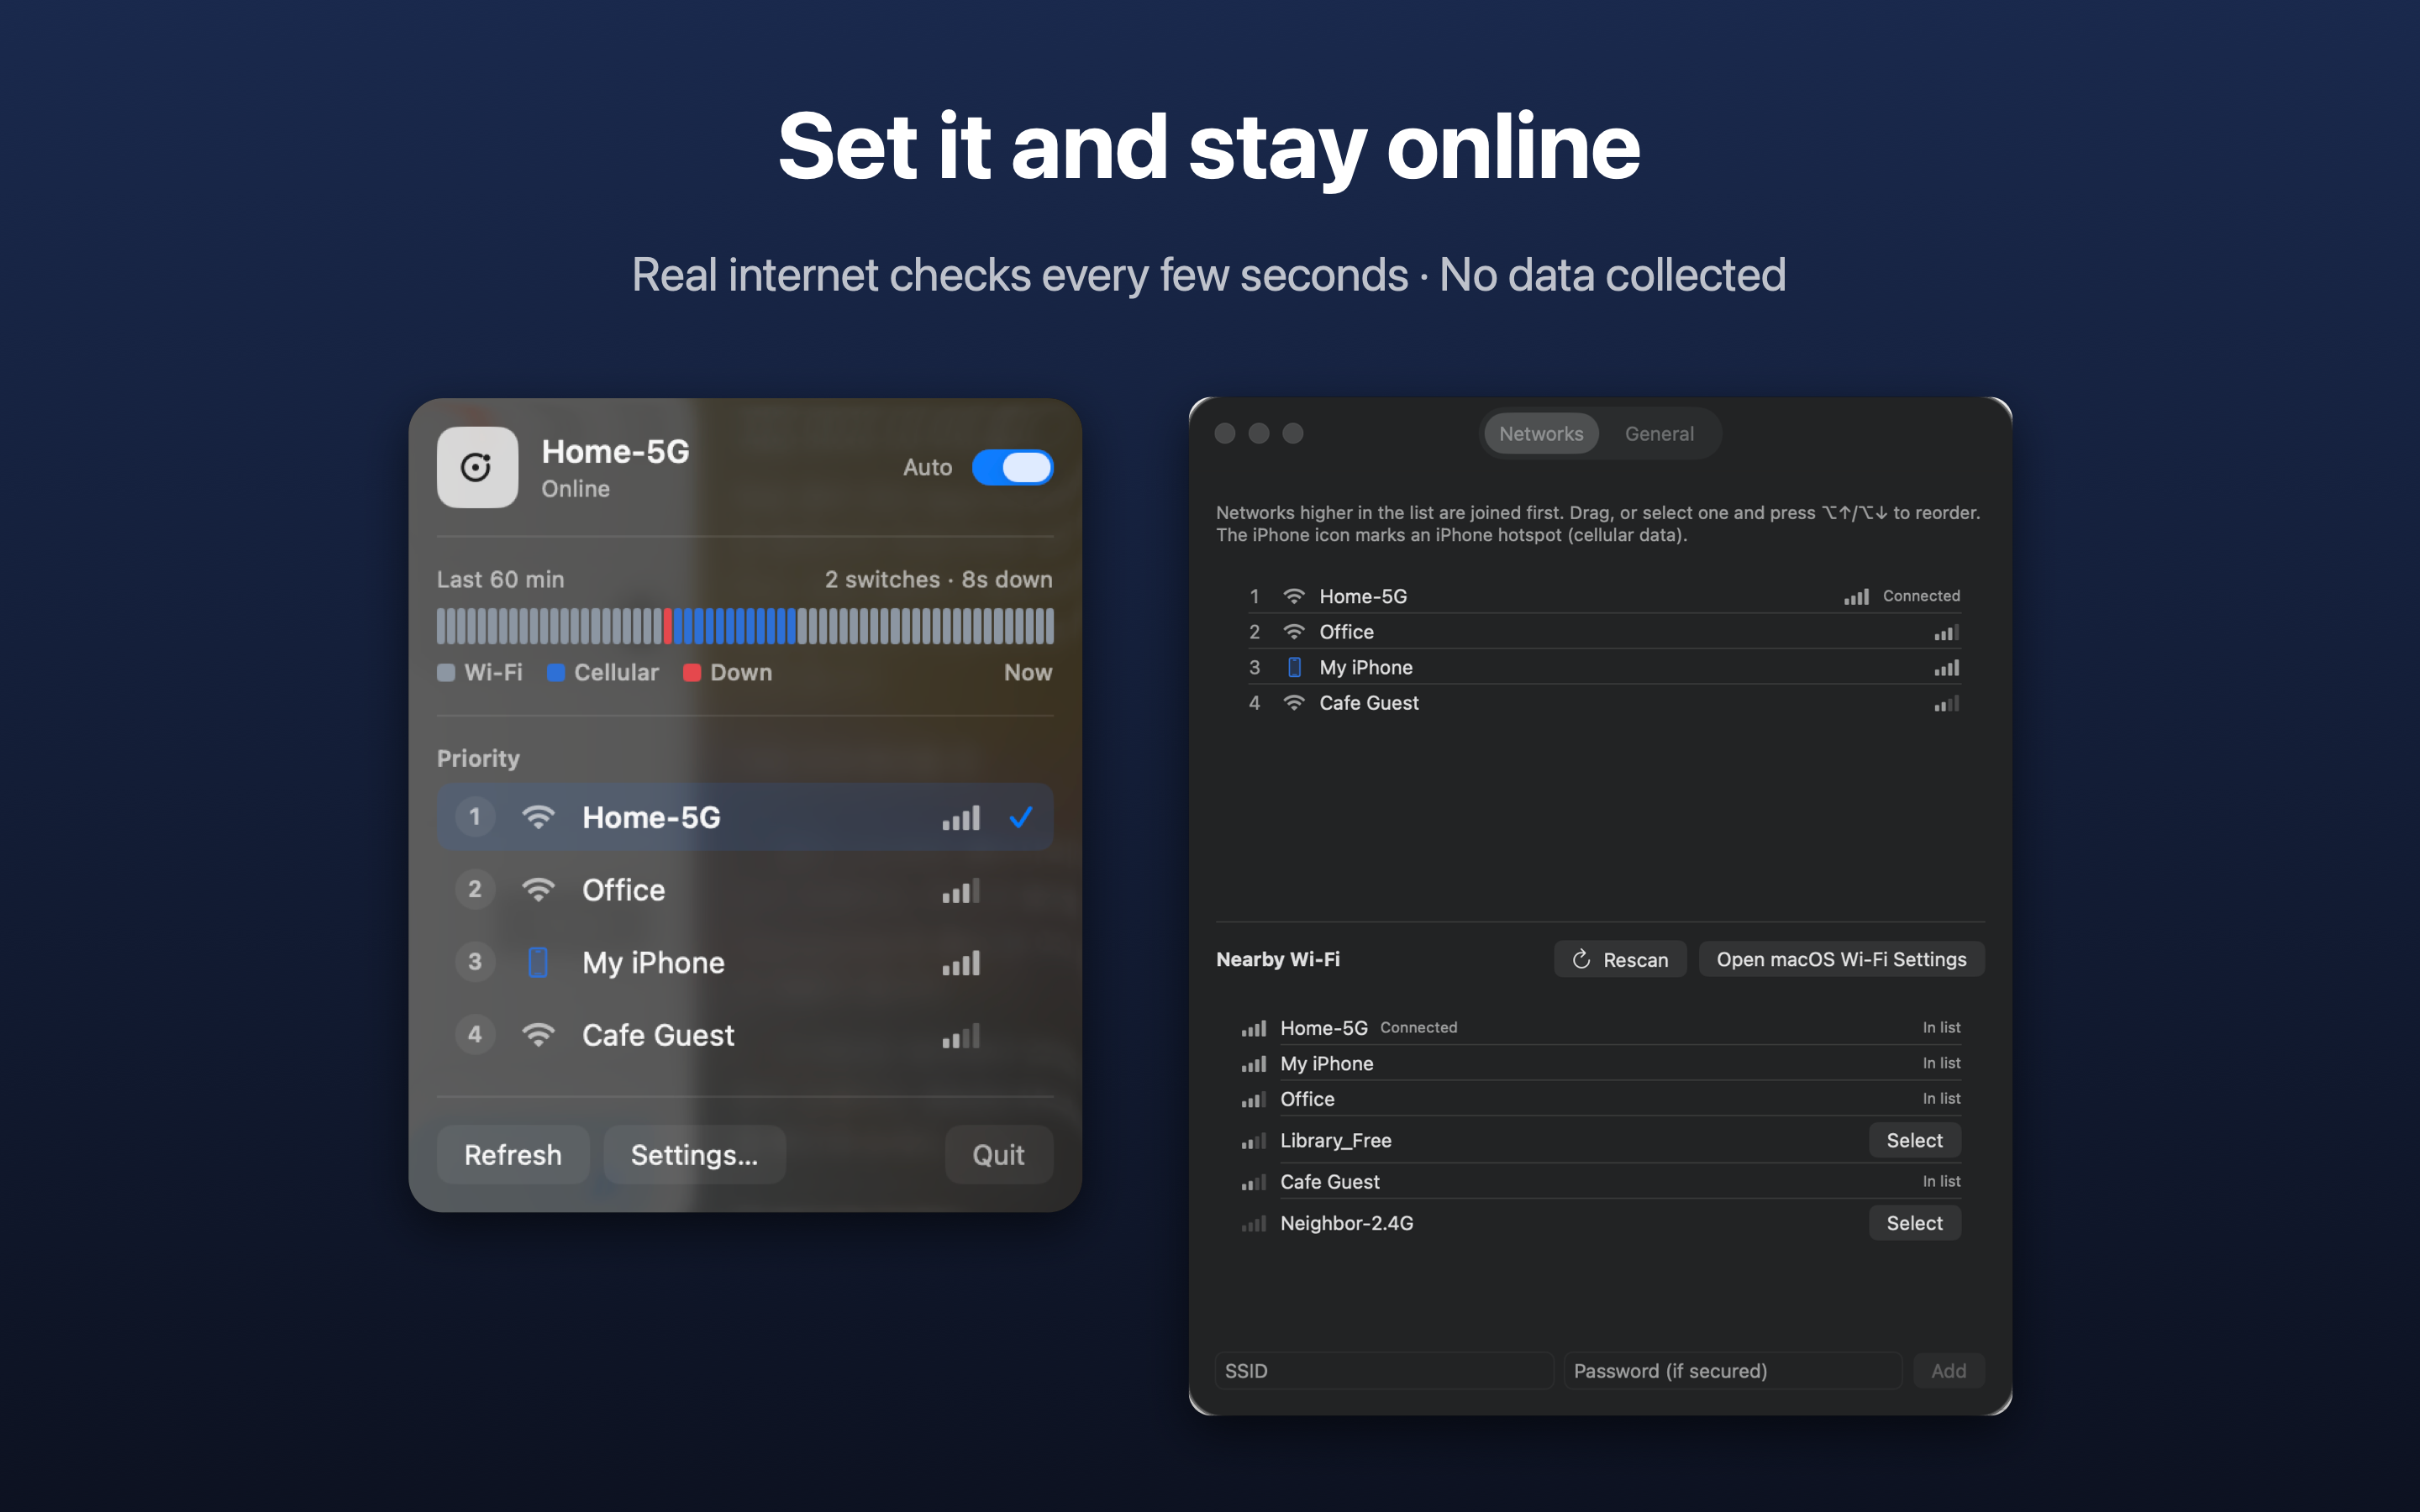 Set it and stay online
Real internet checks every few seconds · No data collected
Home-5G
Online
Auto
Last 60 min
2 switches · 8s down
Wi-Fi
Cellular
Down
Now
Priority
1 Home-5G
2 Office
3 My iPhone
4 Cafe Guest
Refresh
Settings...
Quit
Networks
General
Networks higher in the list are joined first. Drag, or select one and press ⌥↑/⌥↓ to reorder.
The iPhone icon marks an iPhone hotspot (cellular data).
1 Home-5G Connected
2 Office
3 My iPhone
4 Cafe Guest
Nearby Wi-Fi
Rescan
Open macOS Wi-Fi Settings
Home-5G Connected In list
My iPhone In list
Office In list
Library_Free Select
Cafe Guest In list
Neighbor-2.4G Select
SSID
Password (if secured)
Add